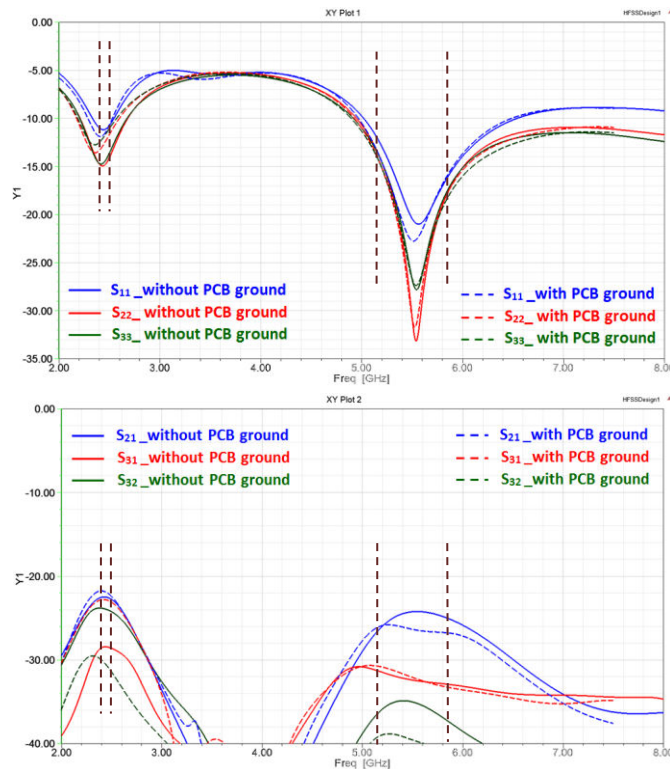 XY Plot 1
HFSSDesign1
0.00
-5.00
-10.00
-15.00
-20.00
-25.00
-30.00
-35.00
Y1
S₁₁_without PCB ground
S₂₂_without PCB ground
S₃₃_without PCB ground
S₁₁_with PCB ground
S₂₂_with PCB ground
S₃₃_with PCB ground
2.00 3.00 4.00 5.00 6.00 7.00 8.00
Freq [GHz]
XY Plot 2
HFSSDesign1
0.00
-10.00
-20.00
-30.00
-40.00
Y1
S₂₁_without PCB ground
S₃₁_without PCB ground
S₃₂_without PCB ground
S₂₁_with PCB ground
S₃₁_with PCB ground
S₃₂_with PCB ground
2.00 3.00 4.00 5.00 6.00 7.00 8.00
Freq [GHz]